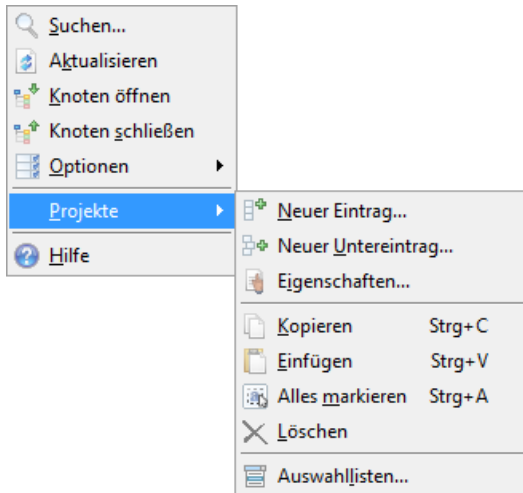 Suchen...
Aktualisieren
Knoten öffnen
Knoten schließen
Optionen
Projekte
Hilfe
Neuer Eintrag...
Neuer Untereintrag...
Eigenschaften...
Kopieren Strg+C
Einfügen Strg+V
Alles markieren Strg+A
Löschen
Auswahllisten...